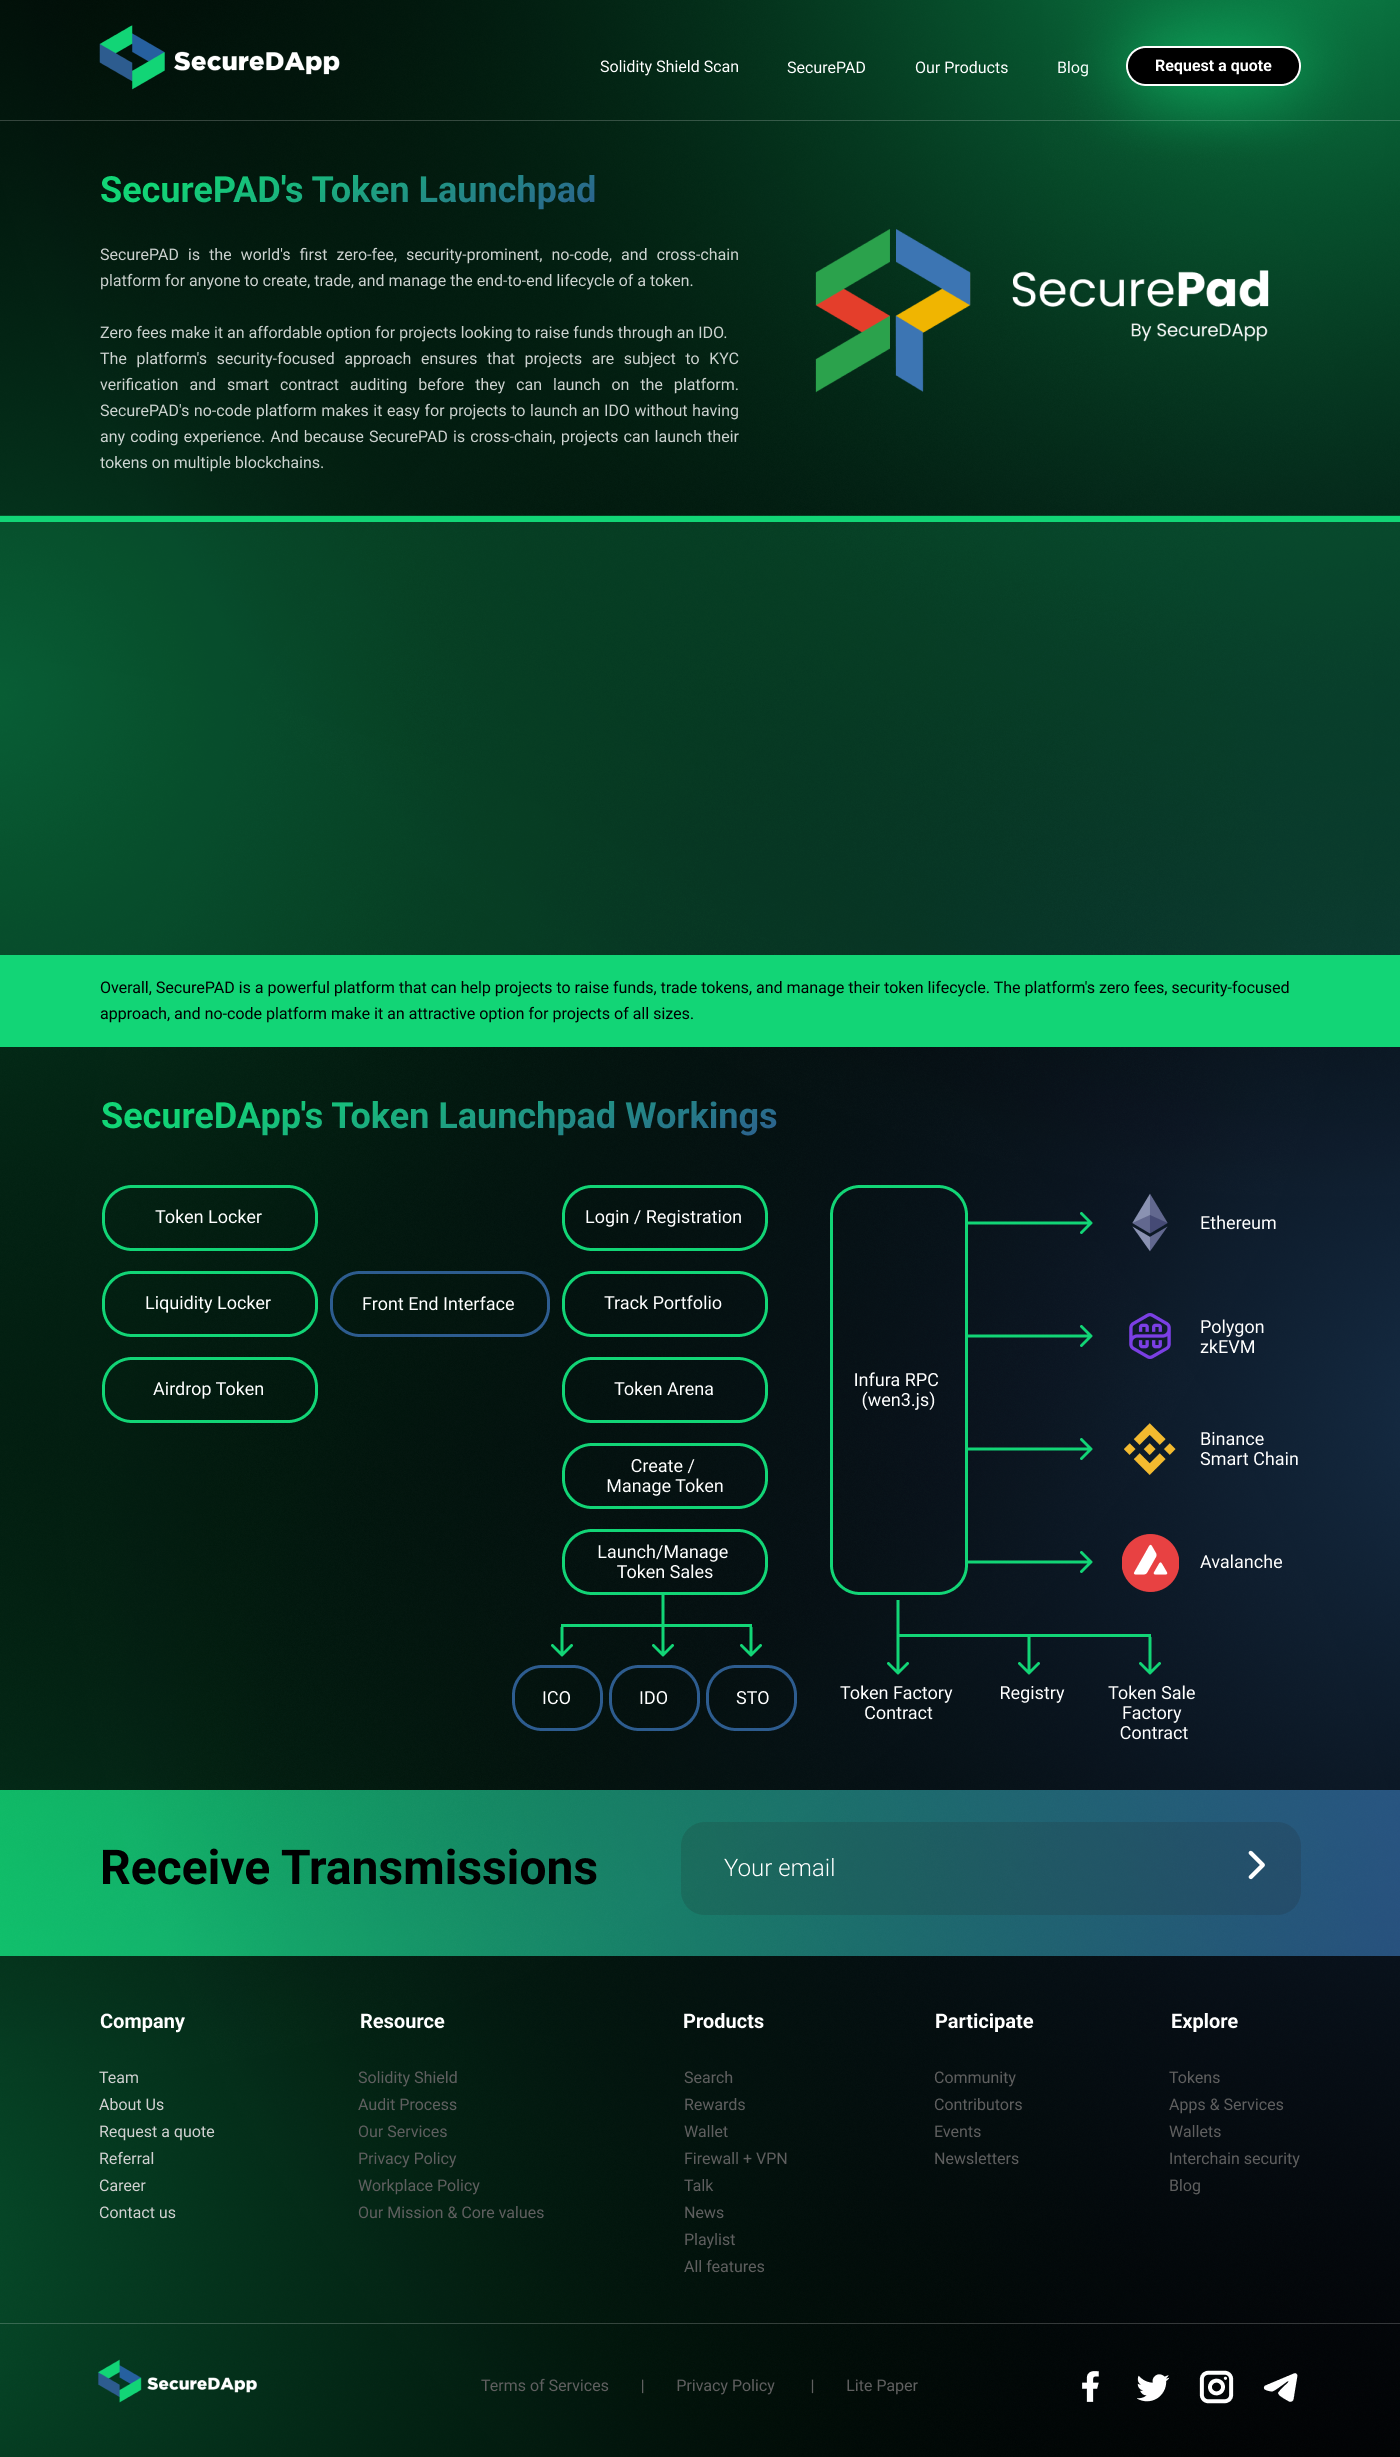 SecureDApp
Solidity Shield Scan
SecurePAD
Our Products
Blog
Request a quote
SecurePAD's Token Launchpad
SecurePAD is the world's first zero-fee, security-prominent, no-code, and cross-chain
platform for anyone to create, trade, and manage the end-to-end lifecycle of a token.
Zero fees make it an affordable option for projects looking to raise funds through an IDO.
The platform's security-focused approach ensures that projects are subject to KYC
verification and smart contract auditing before they can launch on the platform.
SecurePAD's no-code platform makes it easy for projects to launch an IDO without having
any coding experience. And because SecurePAD is cross-chain, projects can launch their
tokens on multiple blockchains.
SecurePad
By SecureDApp
Overall, SecurePAD is a powerful platform that can help projects to raise funds, trade tokens, and manage their token lifecycle. The platform's zero fees, security-focused
approach, and no-code platform make it an attractive option for projects of all sizes.
SecureDApp's Token Launchpad Workings
Token Locker
Liquidity Locker
Airdrop Token
Front End Interface
Login / Registration
Track Portfolio
Token Arena
Create /
Manage Token
Launch/Manage
Token Sales
ICO
IDO
STO
Infura RPC
(wen3.js)
Ethereum
Polygon
zkEVM
Binance
Smart Chain
Avalanche
Token Factory
Contract
Registry
Token Sale
Factory
Contract
Receive Transmissions
Your email
Company
Team
About Us
Request a quote
Referral
Career
Contact us
Resource
Solidity Shield
Audit Process
Our Services
Privacy Policy
Workplace Policy
Our Mission & Core values
Products
Search
Rewards
Wallet
Firewall + VPN
Talk
News
Playlist
All features
Participate
Community
Contributors
Events
Newsletters
Explore
Tokens
Apps & Services
Wallets
Interchain security
Blog
SecureDApp
Terms of Services | Privacy Policy | Lite Paper